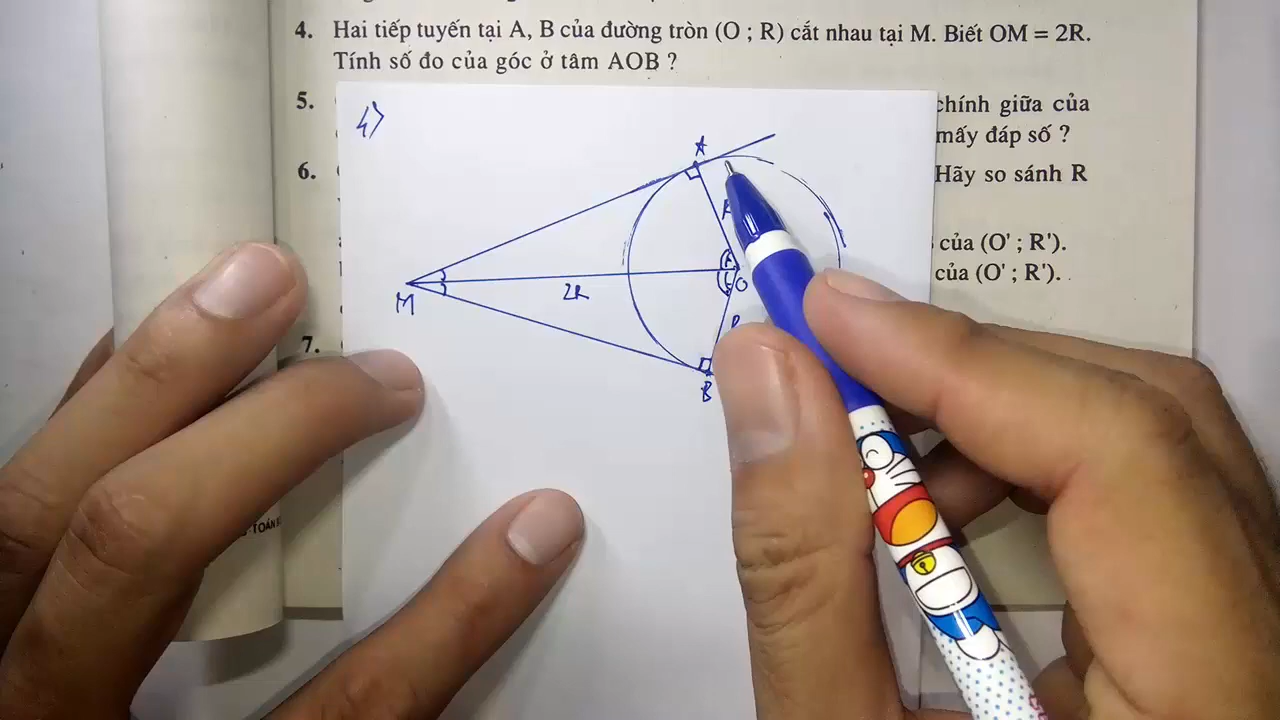 4. Hai tiếp tuyến tại A, B của đường tròn (O ; R) cắt nhau tại M. Biết OM = 2R.
Tính số đo của góc ở tâm AOB ?
4)
5. chính giữa của
mấy đáp số ?
6. Hãy so sánh R
của (O' ; R').
của (O' ; R').
7.
A
R
O
2R
M
R
B
TOÁN